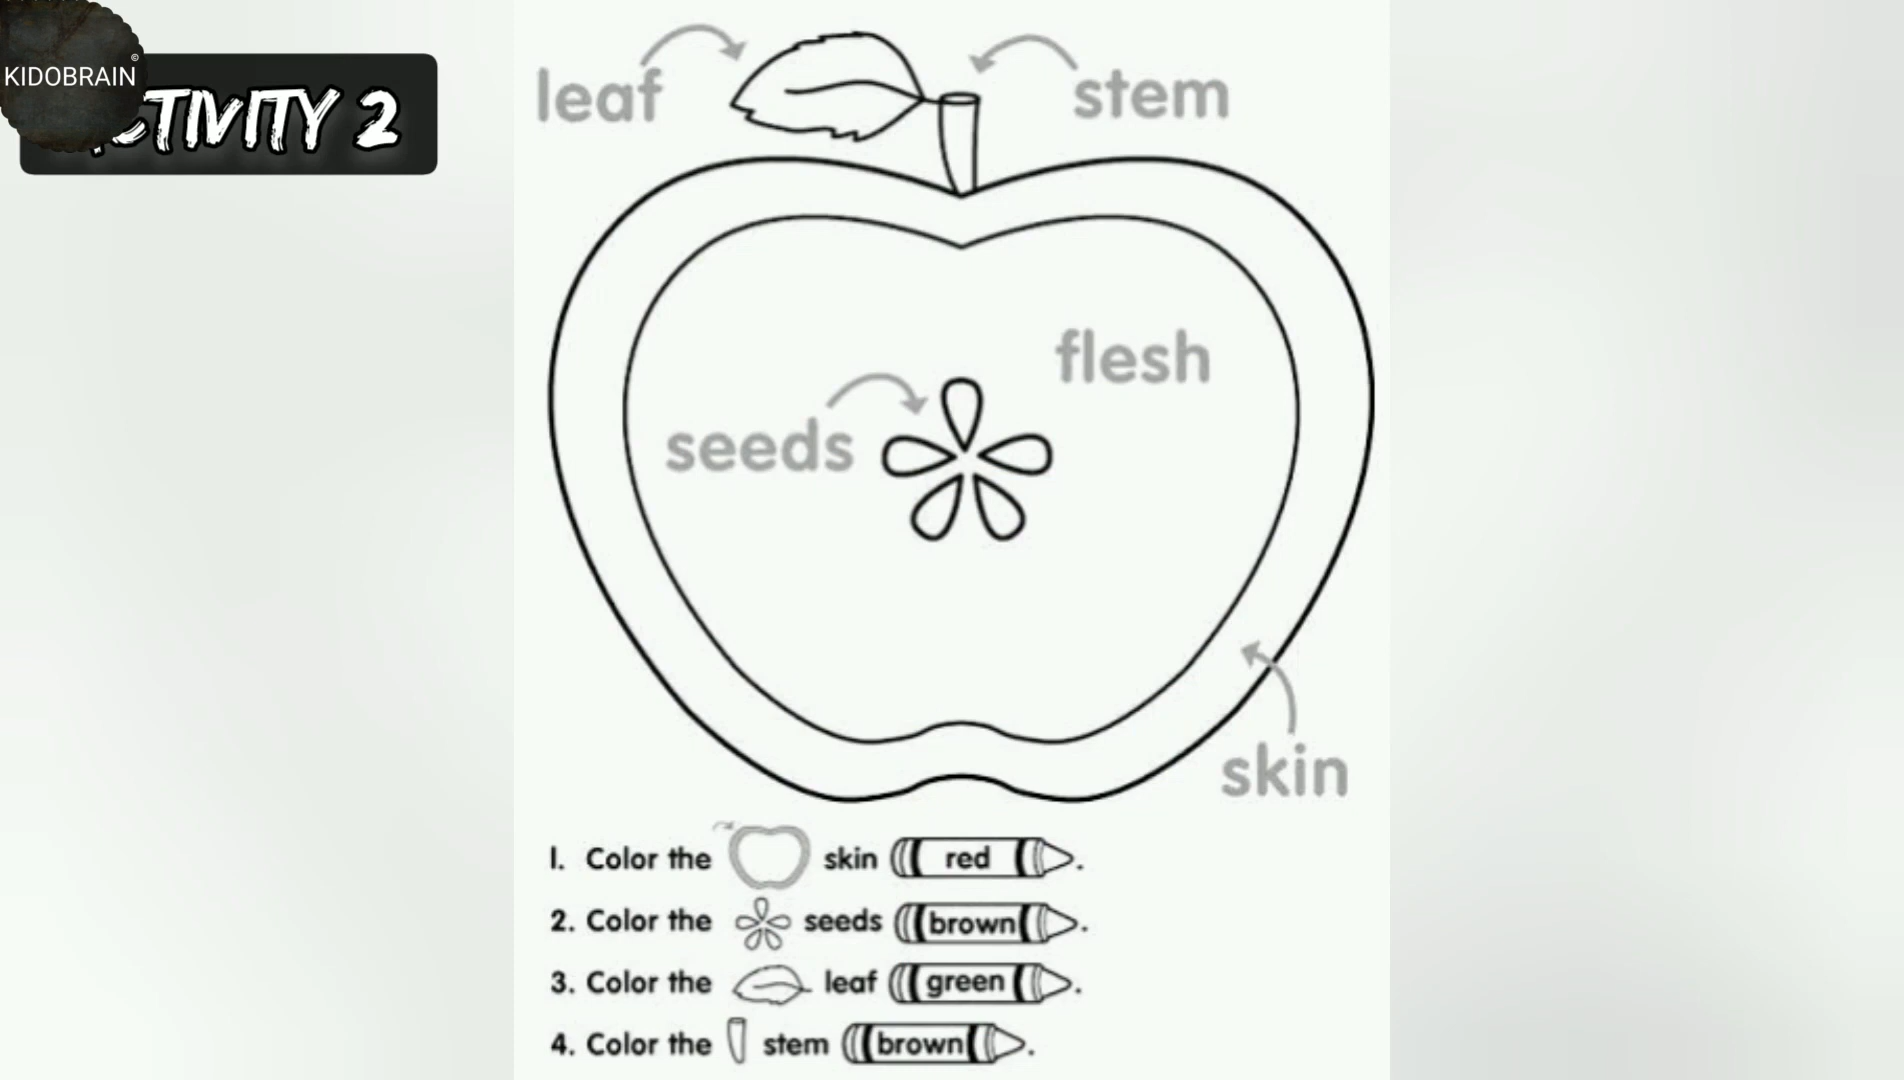 KIDOBRAIN ©
ACTIVITY 2
leaf
stem
flesh
seeds
skin
1. Color the skin red.
2. Color the seeds brown.
3. Color the leaf green.
4. Color the stem brown.